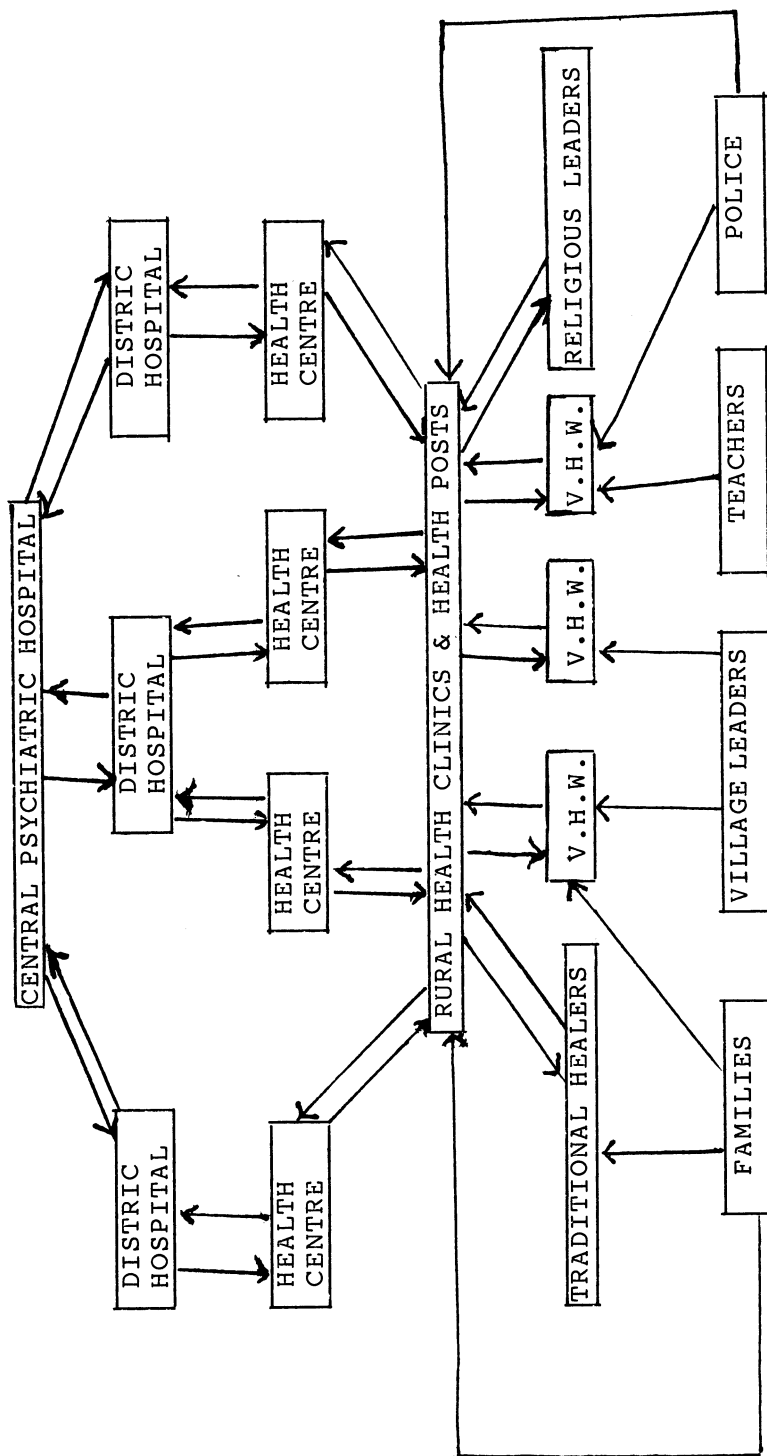 CENTRAL PSYCHIATRIC HOSPITAL
DISTRIC
HOSPITAL
DISTRIC
HOSPITAL
DISTRIC
HOSPITAL
HEALTH
CENTRE
HEALTH
CENTRE
HEALTH
CENTRE
HEALTH
CENTRE
RURAL HEALTH CLINICS & HEALTH POSTS
TRADITIONAL HEALERS
V.H.W.
V.H.W.
V.H.W.
RELIGIOUS LEADERS
FAMILIES
VILLAGE LEADERS
TEACHERS
POLICE